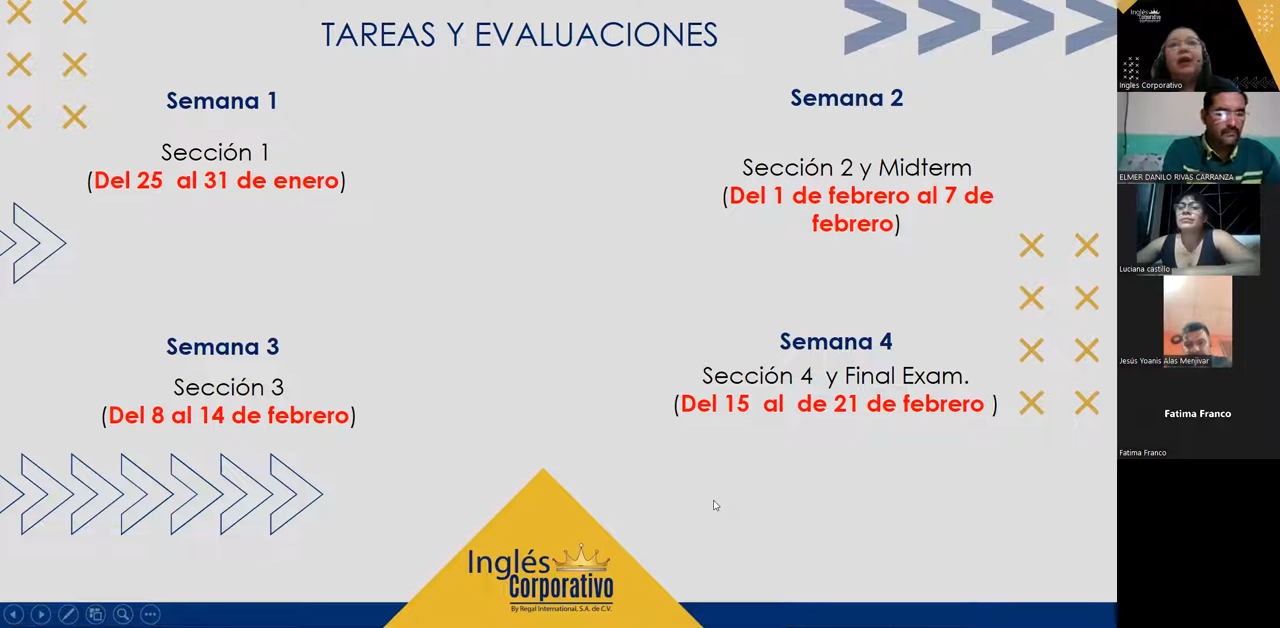 TAREAS Y EVALUACIONES
Semana 1
Sección 1
(Del 25 al 31 de enero)
Semana 2
Sección 2 y Midterm
(Del 1 de febrero al 7 de
febrero)
Semana 3
Sección 3
(Del 8 al 14 de febrero)
Semana 4
Sección 4 y Final Exam.
(Del 15 al de 21 de febrero )
Inglés
Corporativo
By Regal International, S.A. de C.V.
Inglés
Corporativo
Ingles Corporativo
ELMER DANILO RIVAS CARRANZA
Luciana castillo
Jesús Yoanis Alas Menjivar
Fatima Franco
Fatima Franco